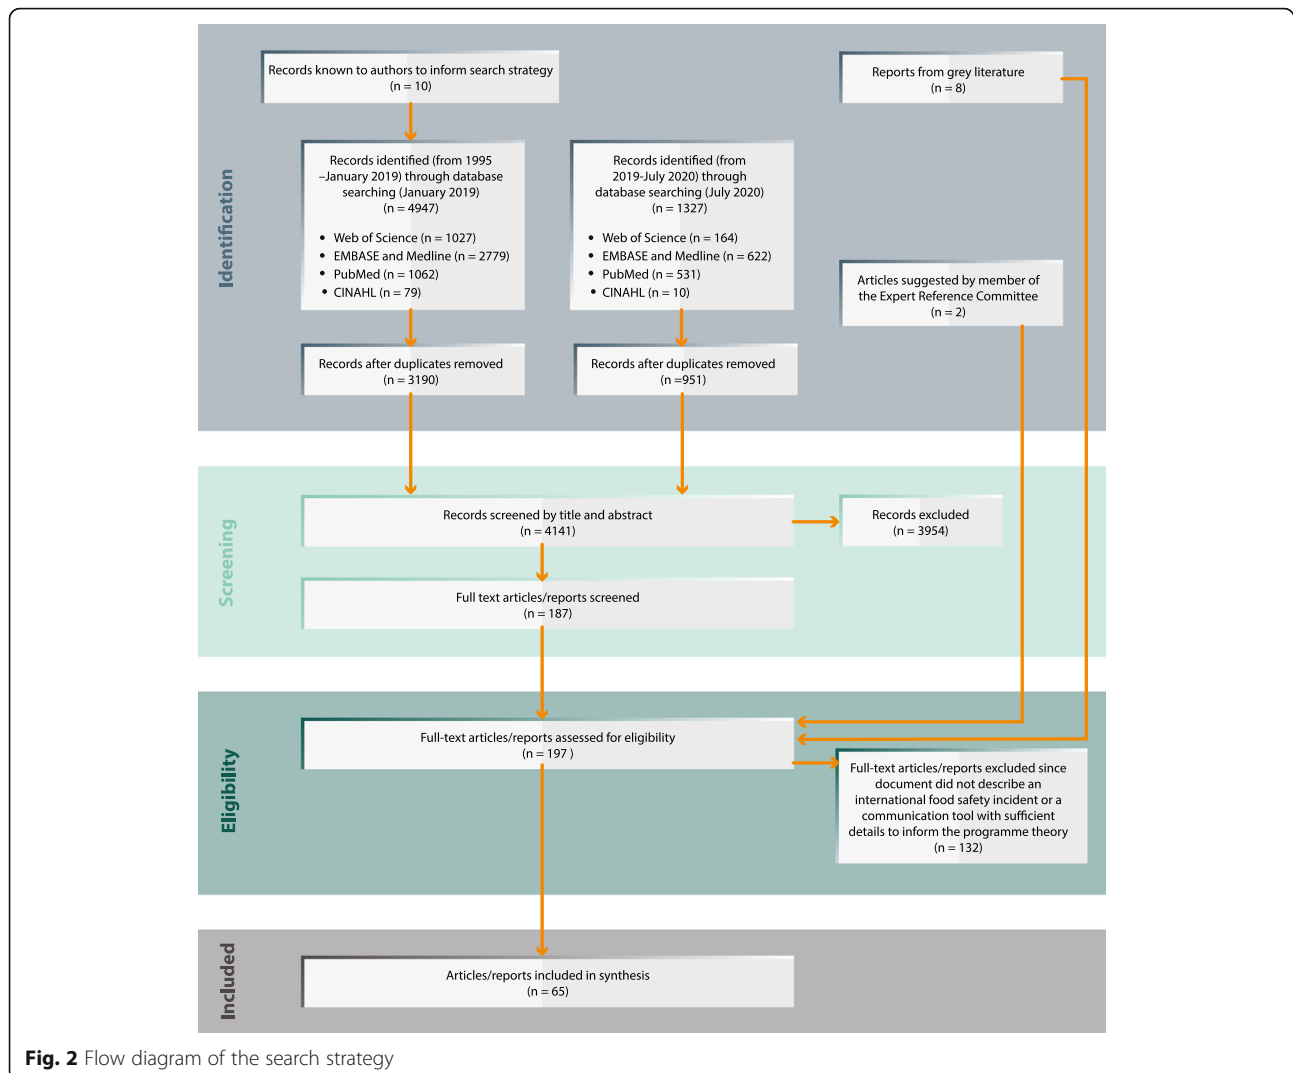 Identification
Records known to authors to inform search strategy
(n = 10)
Reports from grey literature
(n = 8)
Records identified (from 1995
–January 2019) through database
searching (January 2019)
(n = 4947)
• Web of Science (n = 1027)
• EMBASE and Medline (n = 2779)
• PubMed (n = 1062)
• CINAHL (n = 79)
Records identified (from
2019-July 2020) through
database searching (July 2020)
(n = 1327)
• Web of Science (n = 164)
• EMBASE and Medline (n = 622)
• PubMed (n = 531)
• CINAHL (n = 10)
Articles suggested by member of
the Expert Reference Committee
(n = 2)
Records after duplicates removed
(n = 3190)
Records after duplicates removed
(n =951)
Screening
Records screened by title and abstract
(n = 4141)
Records excluded
(n = 3954)
Full text articles/reports screened
(n = 187)
Eligibility
Full-text articles/reports assessed for eligibility
(n = 197 )
Full-text articles/reports excluded since
document did not describe an
international food safety incident or a
communication tool with sufficient
details to inform the programme theory
(n = 132)
Included
Articles/reports included in synthesis
(n = 65)
Fig. 2 Flow diagram of the search strategy